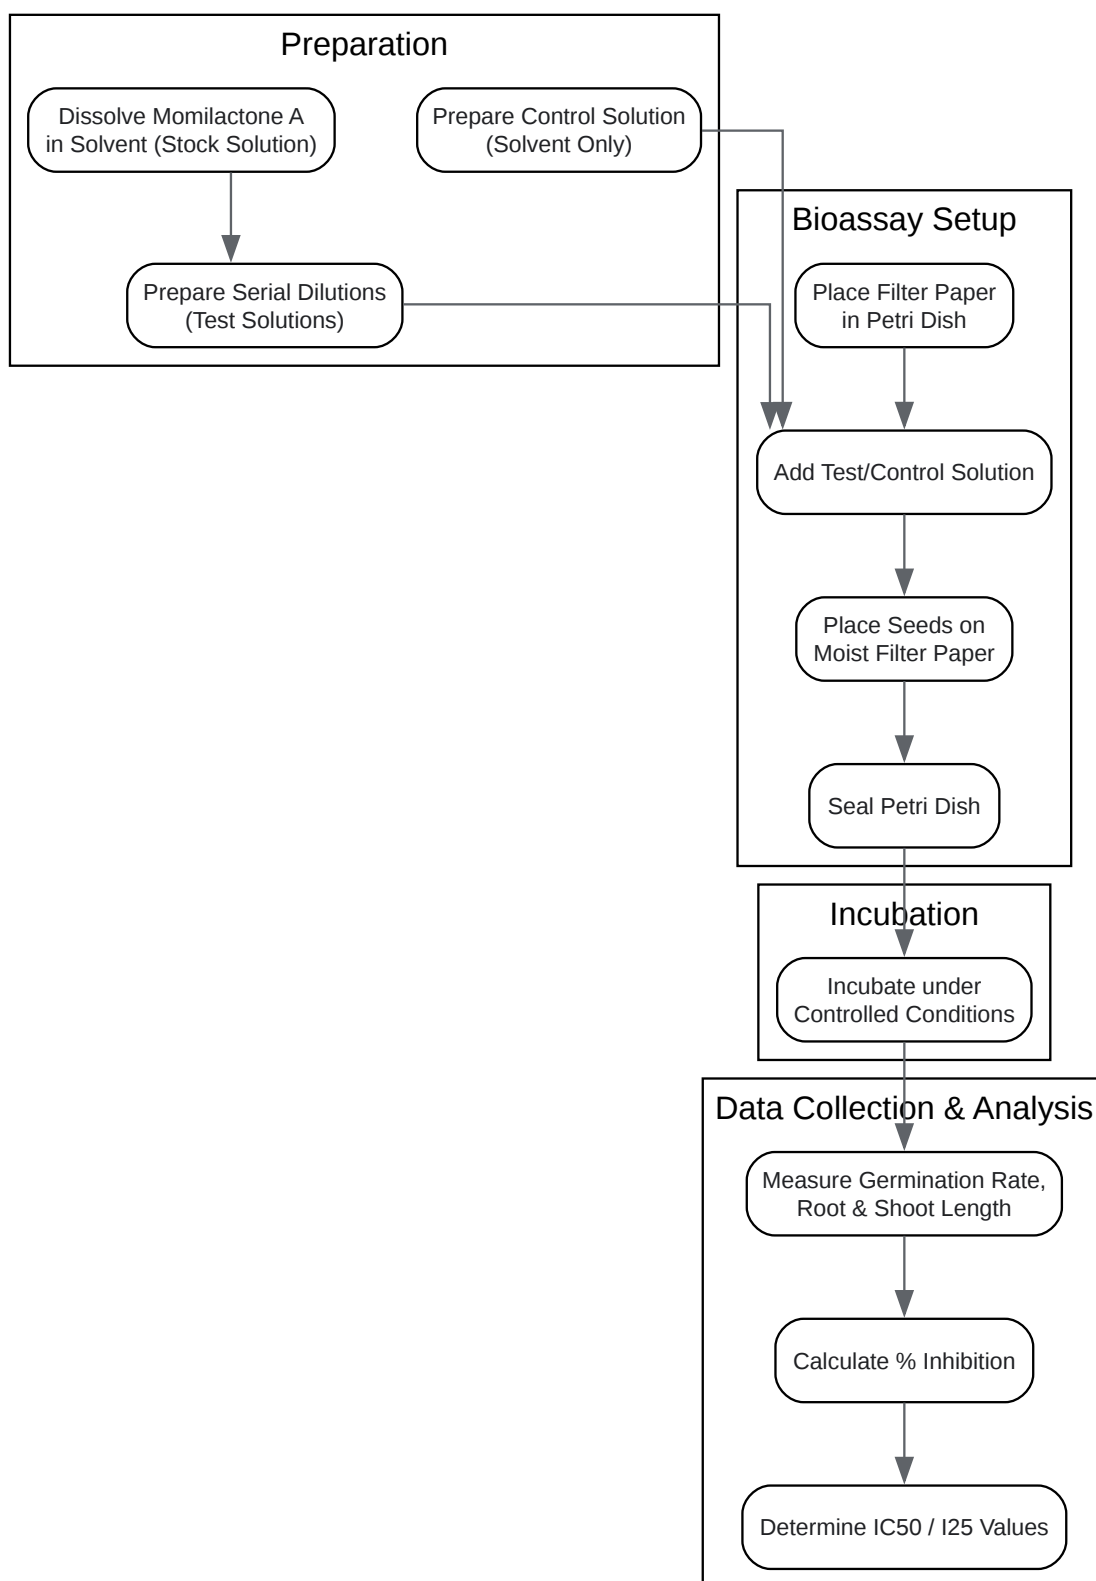 Preparation
Dissolve Momilactone A
in Solvent (Stock Solution)
Prepare Control Solution
(Solvent Only)
Prepare Serial Dilutions
(Test Solutions)
Bioassay Setup
Place Filter Paper
in Petri Dish
Add Test/Control Solution
Place Seeds on
Moist Filter Paper
Seal Petri Dish
Incubation
Incubate under
Controlled Conditions
Data Collection & Analysis
Measure Germination Rate,
Root & Shoot Length
Calculate % Inhibition
Determine IC50 / I25 Values